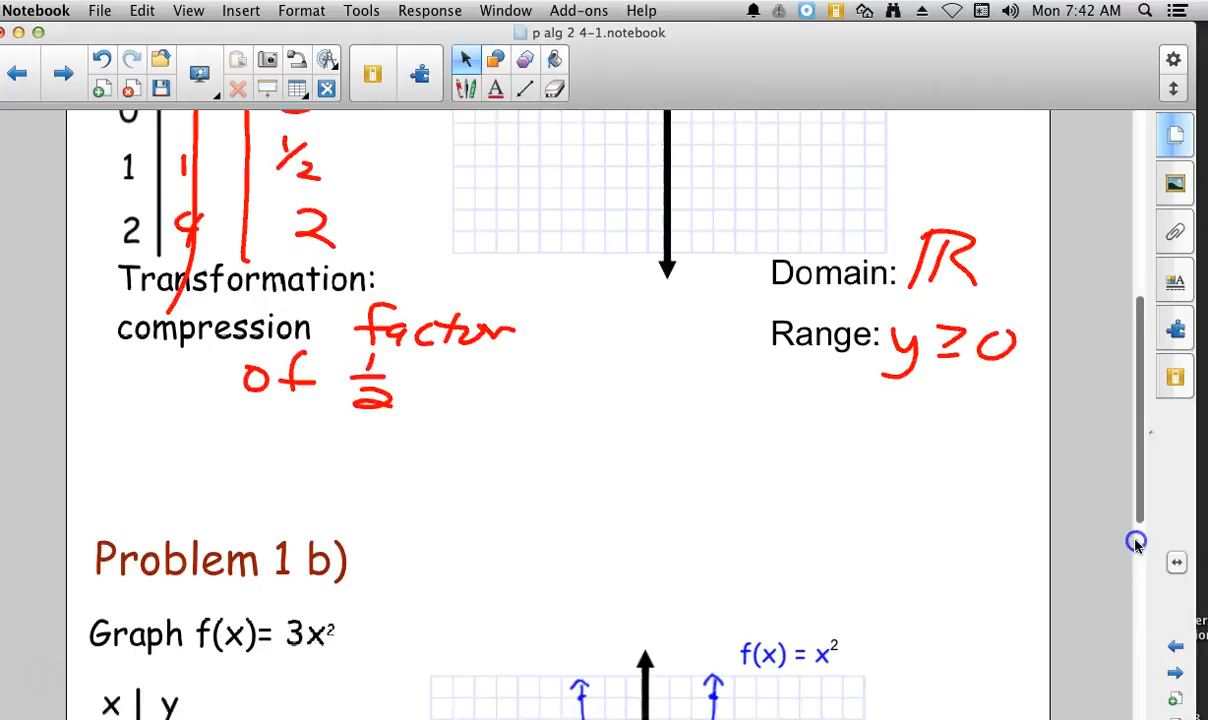 Notebook File Edit View Insert Format Tools Response Window Add-ons Help Mon 7:42 AM
p alg 2 4-1.notebook
0
1 1 1/2
2 4 2
Transformation:
compression factor
of 1/2
Domain: ℝ
Range: y ≥ 0
Problem 1 b)
Graph f(x)= 3x²
f(x) = x²
x | y